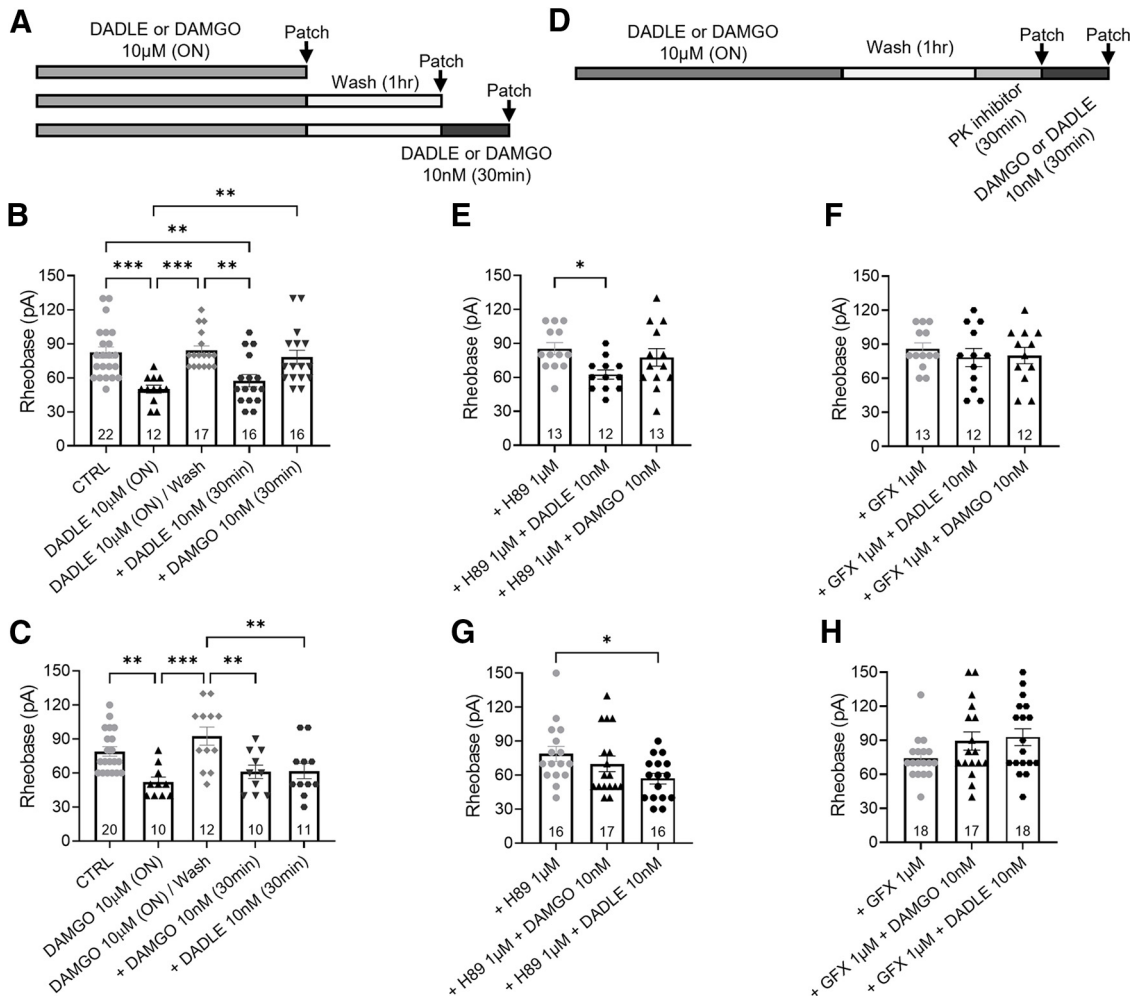 A
DADLE or DAMGO
10µM (ON)
Patch
Wash (1hr)
Patch
Patch
DADLE or DAMGO
10nM (30min)
D
DADLE or DAMGO
10µM (ON)
Wash (1hr)
Patch
Patch
PK inhibitor
(30min)
DAMGO or DADLE
10nM (30min)
B
**
**
*** *** **
Rheobase (pA)
150
120
90
60
30
0
22 12 17 16 16
CTRL
DADLE 10µM (ON)
DADLE 10µM (ON) / Wash
+ DADLE 10nM (30min)
+ DAMGO 10nM (30min)
E
*
Rheobase (pA)
150
120
90
60
30
0
13 12 13
+ H89 1µM
+ H89 1µM + DADLE 10nM
+ H89 1µM + DAMGO 10nM
F
Rheobase (pA)
150
120
90
60
30
0
13 12 12
+ GFX 1µM
+ GFX 1µM + DADLE 10nM
+ GFX 1µM + DAMGO 10nM
C
**
** *** **
Rheobase (pA)
150
120
90
60
30
0
20 10 12 10 11
CTRL
DAMGO 10µM (ON)
DAMGO 10µM (ON) / Wash
+ DAMGO 10nM (30min)
+ DADLE 10nM (30min)
G
*
Rheobase (pA)
150
120
90
60
30
0
16 17 16
+ H89 1µM
+ H89 1µM + DAMGO 10nM
+ H89 1µM + DADLE 10nM
H
Rheobase (pA)
150
120
90
60
30
0
18 17 18
+ GFX 1µM
+ GFX 1µM + DAMGO 10nM
+ GFX 1µM + DADLE 10nM